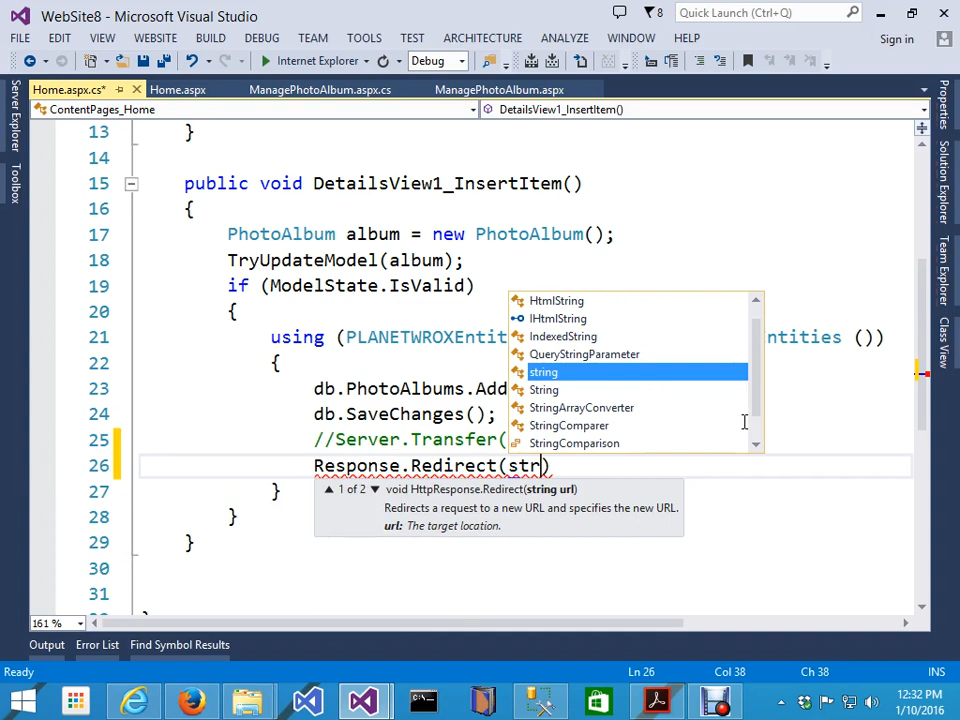 WebSite8 - Microsoft Visual Studio
8
Quick Launch (Ctrl+Q)
FILE EDIT VIEW WEBSITE BUILD DEBUG TEAM TOOLS TEST ARCHITECTURE ANALYZE WINDOW HELP
Sign in
Internet Explorer
Debug
Home.aspx.cs*
Home.aspx
ManagePhotoAlbum.aspx.cs
ManagePhotoAlbum.aspx
ContentPages_Home
DetailsView1_InsertItem()
Server Explorer
Toolbox
Properties
Solution Explorer
Team Explorer
Class View
13 }
14
15 public void DetailsView1_InsertItem()
16 {
17 PhotoAlbum album = new PhotoAlbum();
18 TryUpdateModel(album);
19 if (ModelState.IsValid)
20 {
21 using (PLANETWROXEntit entities ())
22 {
23 db.PhotoAlbums.Add
24 db.SaveChanges();
25 //Server.Transfer(
26 Response.Redirect(str)
27 }
28 }
29 }
30
31
HtmlString
IHtmlString
IndexedString
QueryStringParameter
string
String
StringArrayConverter
StringComparer
StringComparison
1 of 2 void HttpResponse.Redirect(string url)
Redirects a request to a new URL and specifies the new URL.
url: The target location.
161 %
Output Error List Find Symbol Results
Ready
Ln 26 Col 38 Ch 38 INS
12:32 PM
1/10/2016